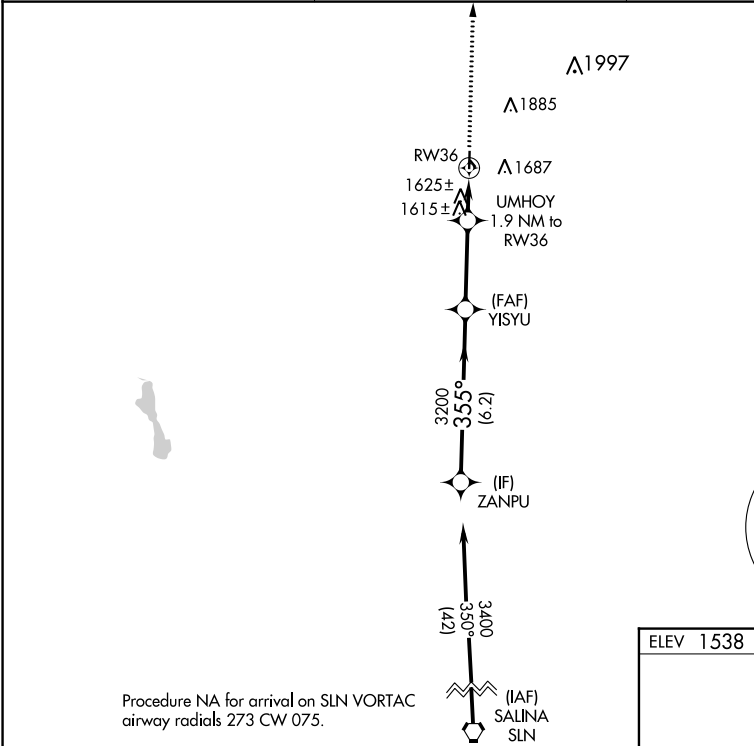 1997
1885
RW36
1687
1625±
1615±
UMHOY
1.9 NM to
RW36
(FAF)
YISYU
3200
355°
(6.2)
(IF)
ZANPU
3400
350°
(42)
ELEV 1538
(IAF)
SALINA
SLN
Procedure NA for arrival on SLN VORTAC
airway radials 273 CW 075.